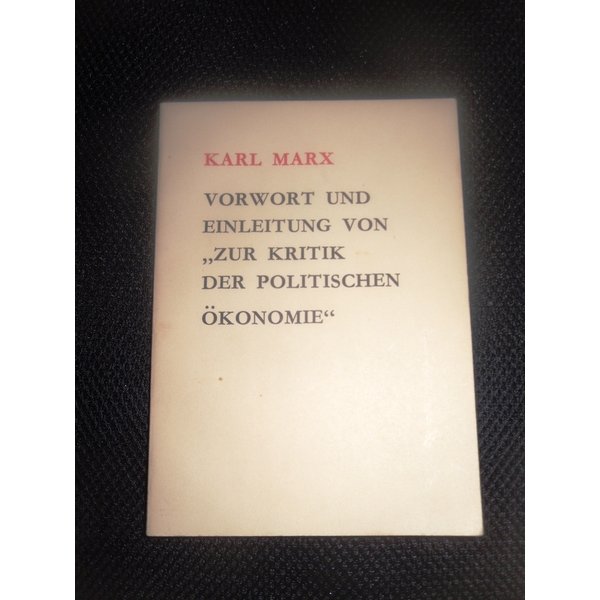 KARL MARX
VORWORT UND
EINLEITUNG VON
„ZUR KRITIK
DER POLITISCHEN
ÖKONOMIE“